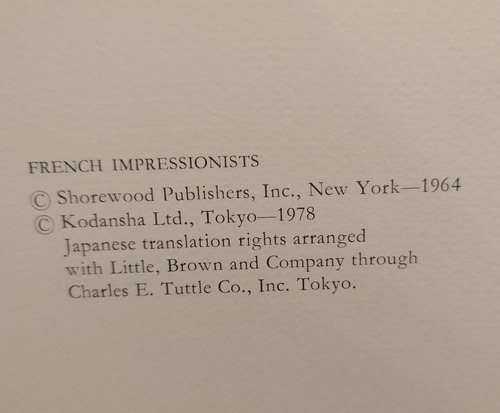 FRENCH IMPRESSIONISTS
© Shorewood Publishers, Inc., New York—1964
© Kodansha Ltd., Tokyo—1978
Japanese translation rights arranged
with Little, Brown and Company through
Charles E. Tuttle Co., Inc. Tokyo.